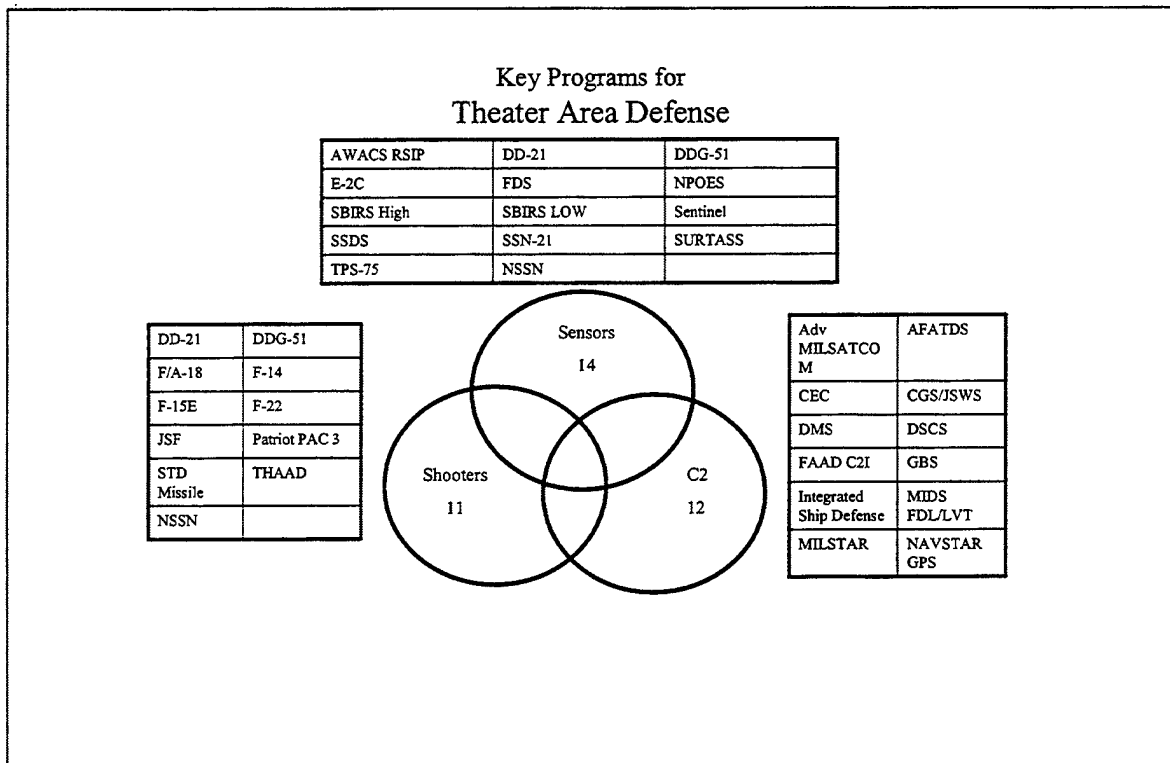 Key Programs for
Theater Area Defense
AWACS RSIP DD-21 DDG-51
E-2C FDS NPOES
SBIRS High SBIRS LOW Sentinel
SSDS SSN-21 SURTASS
TPS-75 NSSN
DD-21 DDG-51
F/A-18 F-14
F-15E F-22
JSF Patriot PAC 3
STD THAAD
Missile
NSSN
Sensors
14
Shooters
11
C2
12
Adv AFATDS
MILSATCO
M
CEC CGS/JSWS
DMS DSCS
FAAD C2I GBS
Integrated MIDS
Ship Defense FDL/LVT
MILSTAR NAVSTAR
GPS